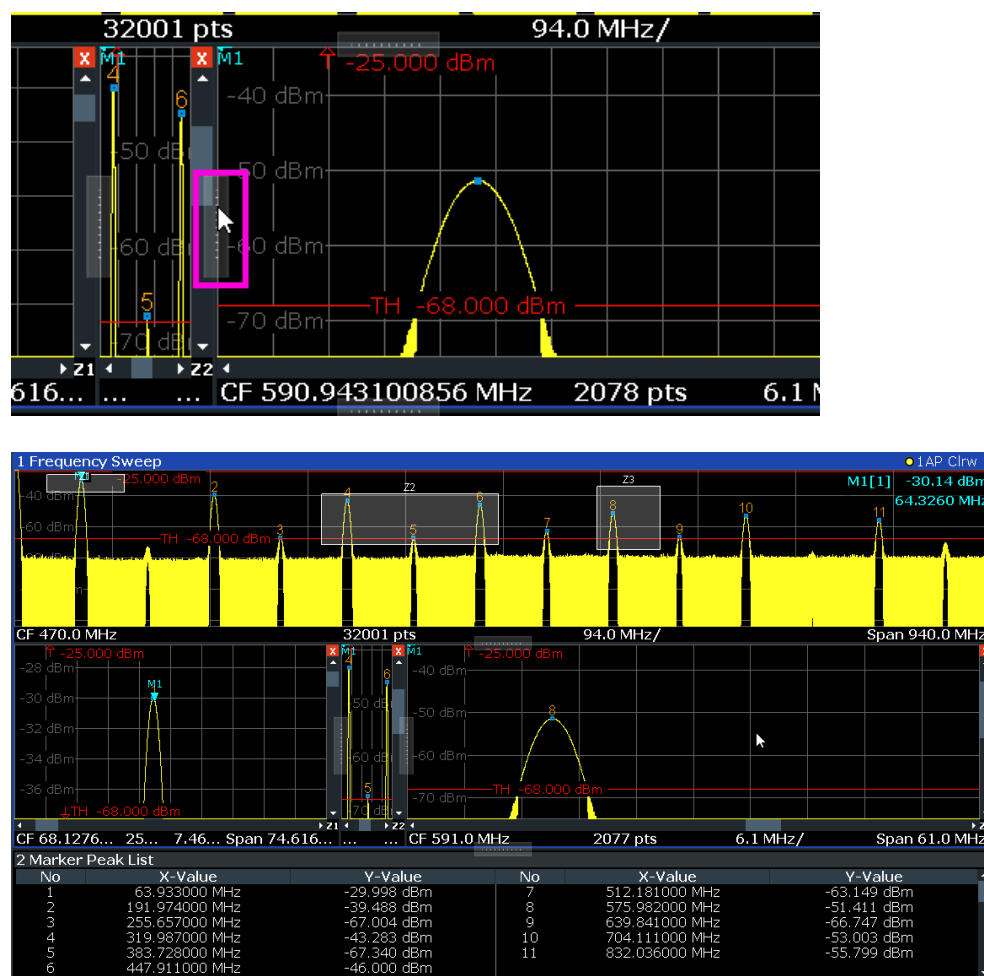 32001 pts 94.0 MHz/
X M1 X M1 -25.000 dBm
4
6 -40 dBm
-50 dB -50 dBm
-60 dB -60 dBm
5 TH -68.000 dBm
-70 dB -70 dBm
Z1 Z2
616... ... ... CF 590.943100856 MHz 2078 pts 6.1 M
1 Frequency Sweep 1AP Clrw
-25.000 dBm Z2 Z3 M1[1] -30.14 dBm
-40 dBm 2 4 6 8 10 11 64.3260 MHz
-60 dBm 3 5 7 9
TH -68.000 dBm
CF 470.0 MHz 32001 pts 94.0 MHz/ Span 940.0 MHz
-25.000 dBm X M1 X M1 -25.000 dBm X
-28 dBm 4 6 -40 dBm
M1
-30 dBm -50 dB 8 -50 dBm
-32 dBm
-34 dBm -60 dB -60 dBm
-36 dBm 5 TH -68.000 dBm
TH -68.000 dBm -70 dB -70 dBm
Z1 Z2
CF 68.1276... 25... 7.46... Span 74.616... ... ... CF 591.0 MHz 2077 pts 6.1 MHz/ Span 61.0 MHz
2 Marker Peak List
No X-Value Y-Value No X-Value Y-Value
1 63.933000 MHz -29.998 dBm 7 512.181000 MHz -63.149 dBm
2 191.974000 MHz -39.488 dBm 8 575.982000 MHz -51.411 dBm
3 255.657000 MHz -67.004 dBm 9 639.841000 MHz -66.747 dBm
4 319.987000 MHz -43.283 dBm 10 704.111000 MHz -53.003 dBm
5 383.728000 MHz -67.340 dBm 11 832.036000 MHz -55.799 dBm
6 447.911000 MHz -46.000 dBm